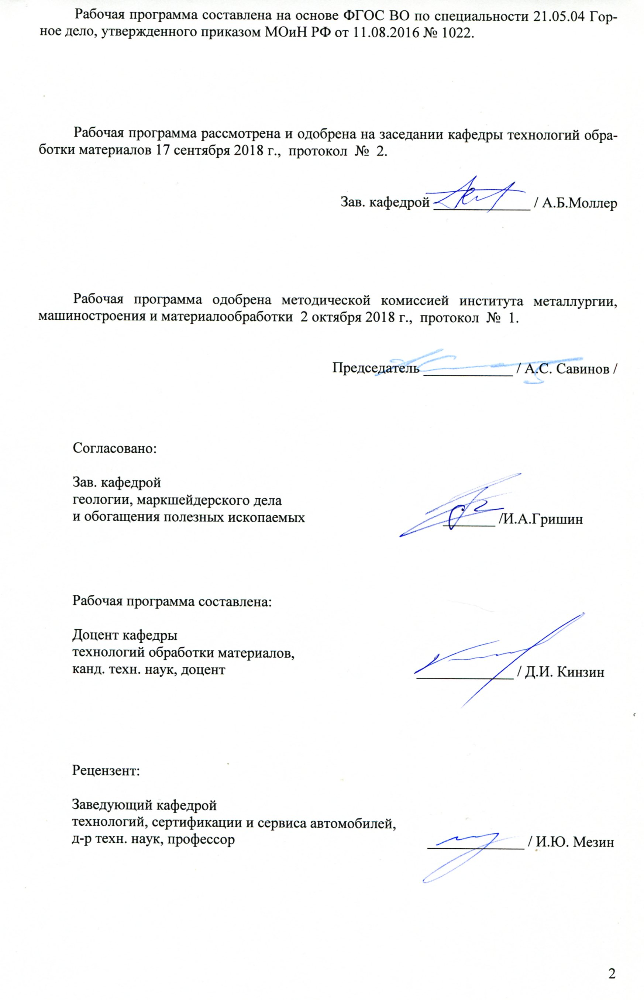 Рабочая программа составлена на основе ФГОС ВО по специальности 21.05.04 Гор-
ное дело, утвержденного приказом МОиН РФ от 11.08.2016 № 1022.
Рабочая программа рассмотрена и одобрена на заседании кафедры технологий обра-
ботки материалов 17 сентября 2018 г., протокол № 2.
Зав. кафедрой _____________ / А.Б.Моллер
Рабочая программа одобрена методической комиссией института металлургии,
машиностроения и материалообработки 2 октября 2018 г., протокол № 1.
Председатель ____________ / А.С. Савинов /
Согласовано:
Зав. кафедрой
геологии, маркшейдерского дела
и обогащения полезных ископаемых _______ /И.А.Гришин
Рабочая программа составлена:
Доцент кафедры
технологий обработки материалов,
канд. техн. наук, доцент _____________ / Д.И. Кинзин
Рецензент:
Заведующий кафедрой
технологий, сертификации и сервиса автомобилей,
д-р техн. наук, профессор _____________ / И.Ю. Мезин
2